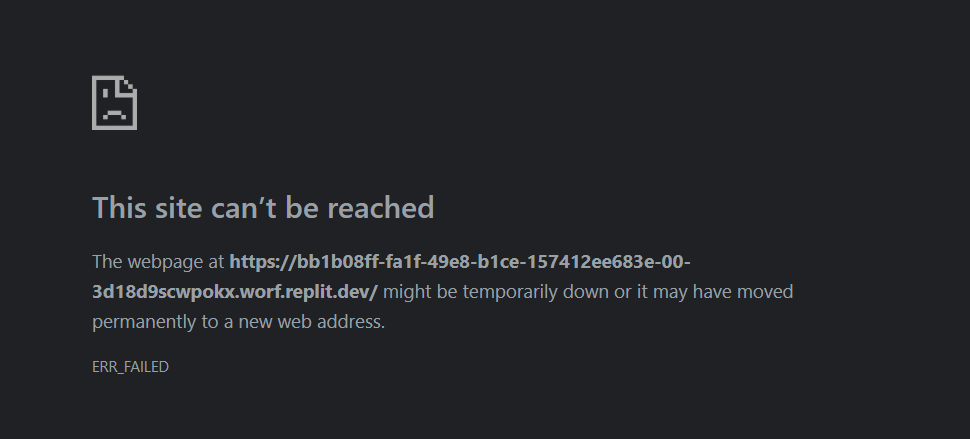 This site can’t be reached
The webpage at https://bb1b08ff-fa1f-49e8-b1ce-157412ee683e-00-
3d18d9scwpokx.worf.replit.dev/ might be temporarily down or it may have moved
permanently to a new web address.
ERR_FAILED